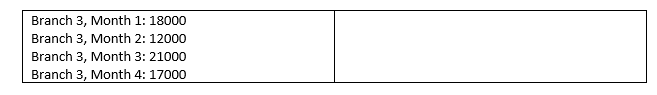 Branch 3, Month 1: 18000
Branch 3, Month 2: 12000
Branch 3, Month 3: 21000
Branch 3, Month 4: 17000